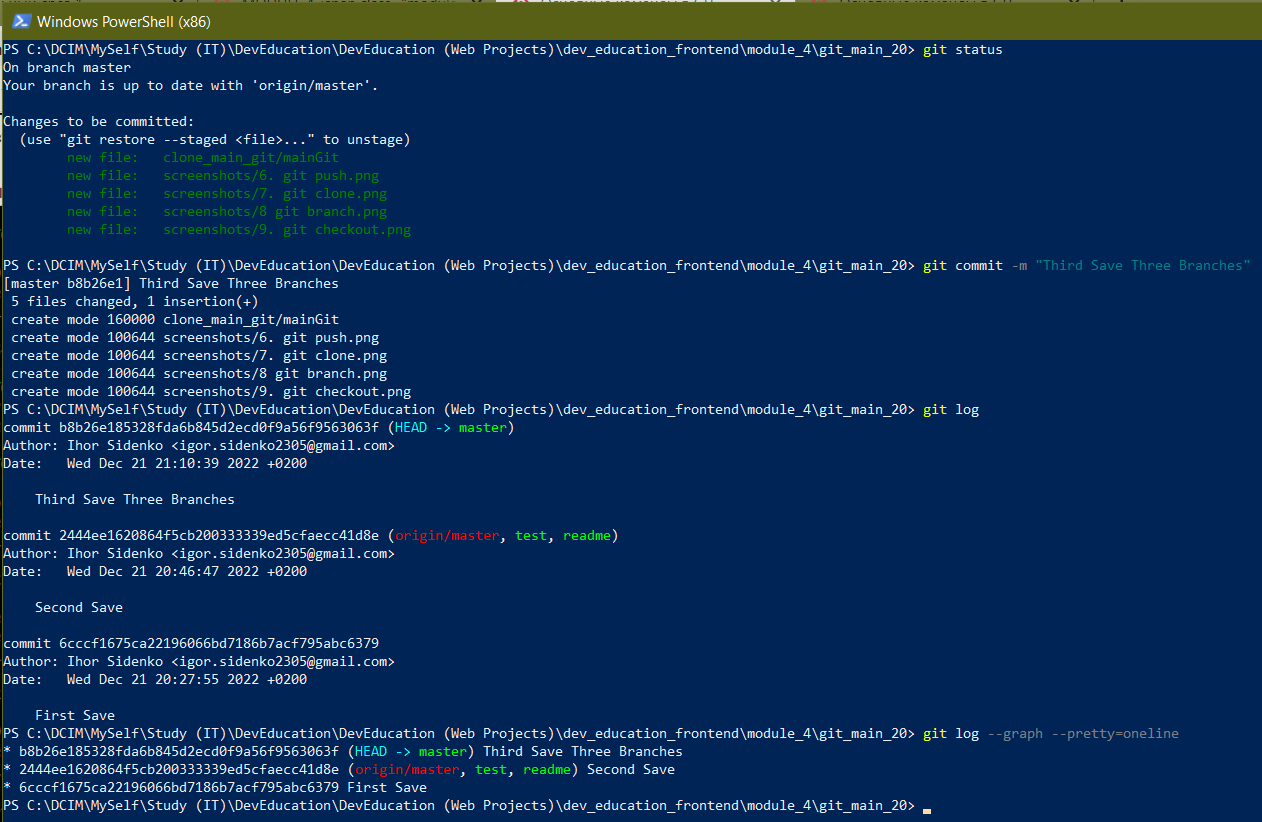 Windows PowerShell (x86)
PS C:\DCIM\MySelf\Study (IT)\DevEducation\DevEducation (Web Projects)\dev_education_frontend\module_4\git_main_20> git status
On branch master
Your branch is up to date with 'origin/master'.
Changes to be committed:
  (use "git restore --staged <file>..." to unstage)
        new file:   clone_main_git/mainGit
        new file:   screenshots/6. git push.png
        new file:   screenshots/7. git clone.png
        new file:   screenshots/8 git branch.png
        new file:   screenshots/9. git checkout.png
PS C:\DCIM\MySelf\Study (IT)\DevEducation\DevEducation (Web Projects)\dev_education_frontend\module_4\git_main_20> git commit -m "Third Save Three Branches"
[master b8b26e1] Third Save Three Branches
 5 files changed, 1 insertion(+)
 create mode 160000 clone_main_git/mainGit
 create mode 100644 screenshots/6. git push.png
 create mode 100644 screenshots/7. git clone.png
 create mode 100644 screenshots/8 git branch.png
 create mode 100644 screenshots/9. git checkout.png
PS C:\DCIM\MySelf\Study (IT)\DevEducation\DevEducation (Web Projects)\dev_education_frontend\module_4\git_main_20> git log
commit b8b26e185328fda6b845d2ecd0f9a56f9563063f (HEAD -> master)
Author: Ihor Sidenko <igor.sidenko2305@gmail.com>
Date:   Wed Dec 21 21:10:39 2022 +0200
    Third Save Three Branches
commit 2444ee1620864f5cb200333339ed5cfaecc41d8e (origin/master, test, readme)
Author: Ihor Sidenko <igor.sidenko2305@gmail.com>
Date:   Wed Dec 21 20:46:47 2022 +0200
    Second Save
commit 6cccf1675ca22196066bd7186b7acf795abc6379
Author: Ihor Sidenko <igor.sidenko2305@gmail.com>
Date:   Wed Dec 21 20:27:55 2022 +0200
    First Save
PS C:\DCIM\MySelf\Study (IT)\DevEducation\DevEducation (Web Projects)\dev_education_frontend\module_4\git_main_20> git log --graph --pretty=oneline
* b8b26e185328fda6b845d2ecd0f9a56f9563063f (HEAD -> master) Third Save Three Branches
* 2444ee1620864f5cb200333339ed5cfaecc41d8e (origin/master, test, readme) Second Save
* 6cccf1675ca22196066bd7186b7acf795abc6379 First Save
PS C:\DCIM\MySelf\Study (IT)\DevEducation\DevEducation (Web Projects)\dev_education_frontend\module_4\git_main_20>